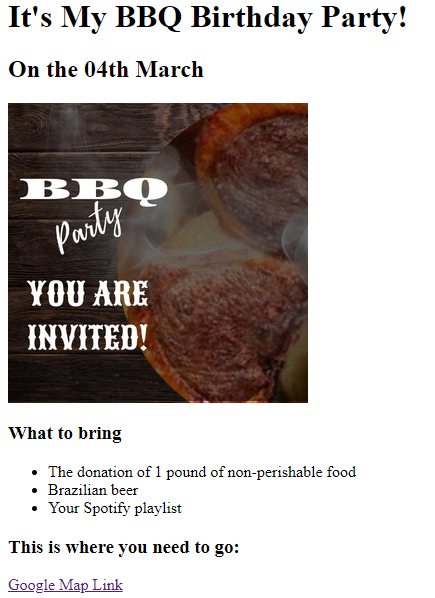 It's My BBQ Birthday Party!
On the 04th March
BBQ
Party
YOU ARE
INVITED!
What to bring
The donation of 1 pound of non-perishable food
Brazilian beer
Your Spotify playlist
This is where you need to go:
Google Map Link